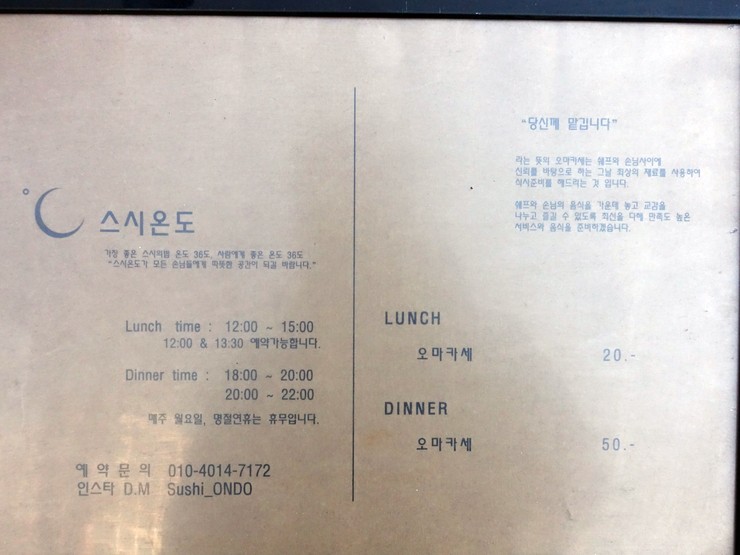 ° 스시온도
가장 좋은 스시의밥 온도 36도, 사람에게 좋은 온도 36도
"스시온도가 모든 손님들에게 따뜻한 공간이 되길 바랍니다."
Lunch time : 12:00 ~ 15:00
12:00 & 13:30 예약가능합니다.
Dinner time : 18:00 ~ 20:00
20:00 ~ 22:00
매주 월요일, 명절연휴는 휴무입니다.
예약문의 010-4014-7172
인스타 D.M Sushi_ONDO
"당신께 맡깁니다"
라는 뜻의 오마카세는 쉐프와 손님사이에
신뢰를 바탕으로 하는 그날 최상의 재료를 사용하여
식사준비를 해드리는 것 입니다.
쉐프와 손님의 음식을 가운데 놓고 교감을
나누고 즐길 수 있도록 최선을 다해 만족도 높은
서비스와 음식을 준비하겠습니다.
LUNCH
오마카세 20.-
DINNER
오마카세 50.-